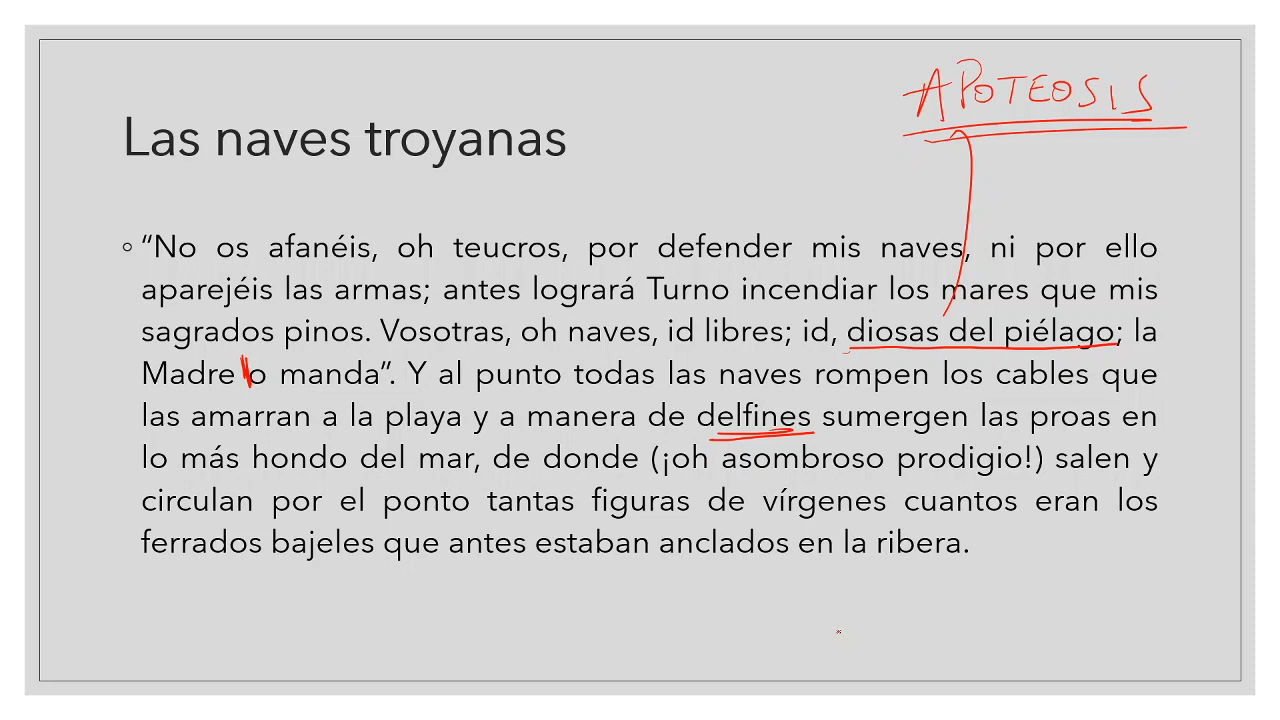 APOTEOSIS
Las naves troyanas
◦ “No os afanéis, oh teucros, por defender mis naves, ni por ello
aparejéis las armas; antes logrará Turno incendiar los mares que mis
sagrados pinos. Vosotras, oh naves, id libres; id, diosas del piélago; la
Madre lo manda”. Y al punto todas las naves rompen los cables que
las amarran a la playa y a manera de delfines sumergen las proas en
lo más hondo del mar, de donde (¡oh asombroso prodigio!) salen y
circulan por el ponto tantas figuras de vírgenes cuantos eran los
ferrados bajeles que antes estaban anclados en la ribera.